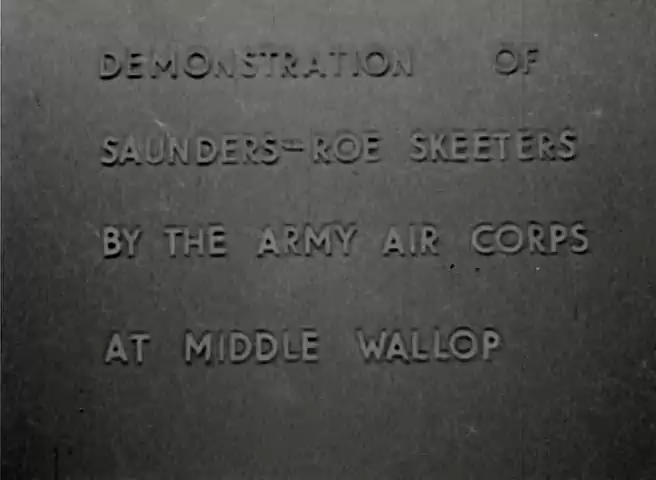 DEMONSTRATION OF
SAUNDERS-ROE SKEETERS
BY THE ARMY AIR CORPS
AT MIDDLE WALLOP